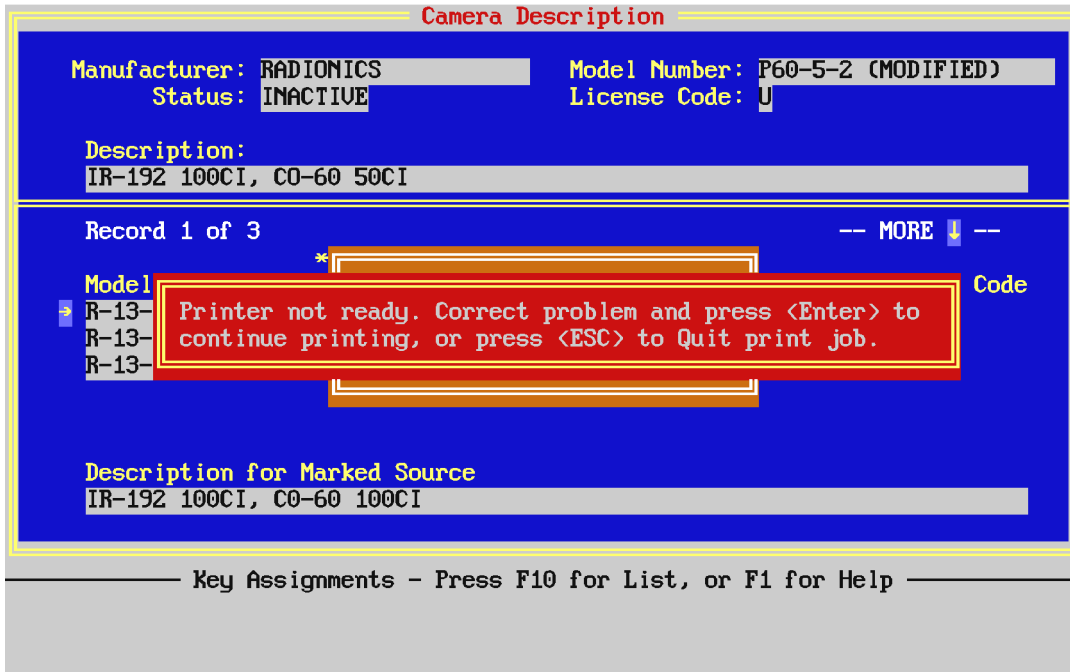 Camera Description
Manufacturer: RADIONICS Model Number: P60-5-2 (MODIFIED)
Status: INACTIVE License Code: U
Description:
IR-192 100CI, CO-60 50CI
Record 1 of 3 -- MORE ↓ --
*
Model Code
→ R-13-
R-13-
R-13-
Printer not ready. Correct problem and press <Enter> to
continue printing, or press <ESC> to Quit print job.
Description for Marked Source
IR-192 100CI, C0-60 100CI
Key Assignments - Press F10 for List, or F1 for Help